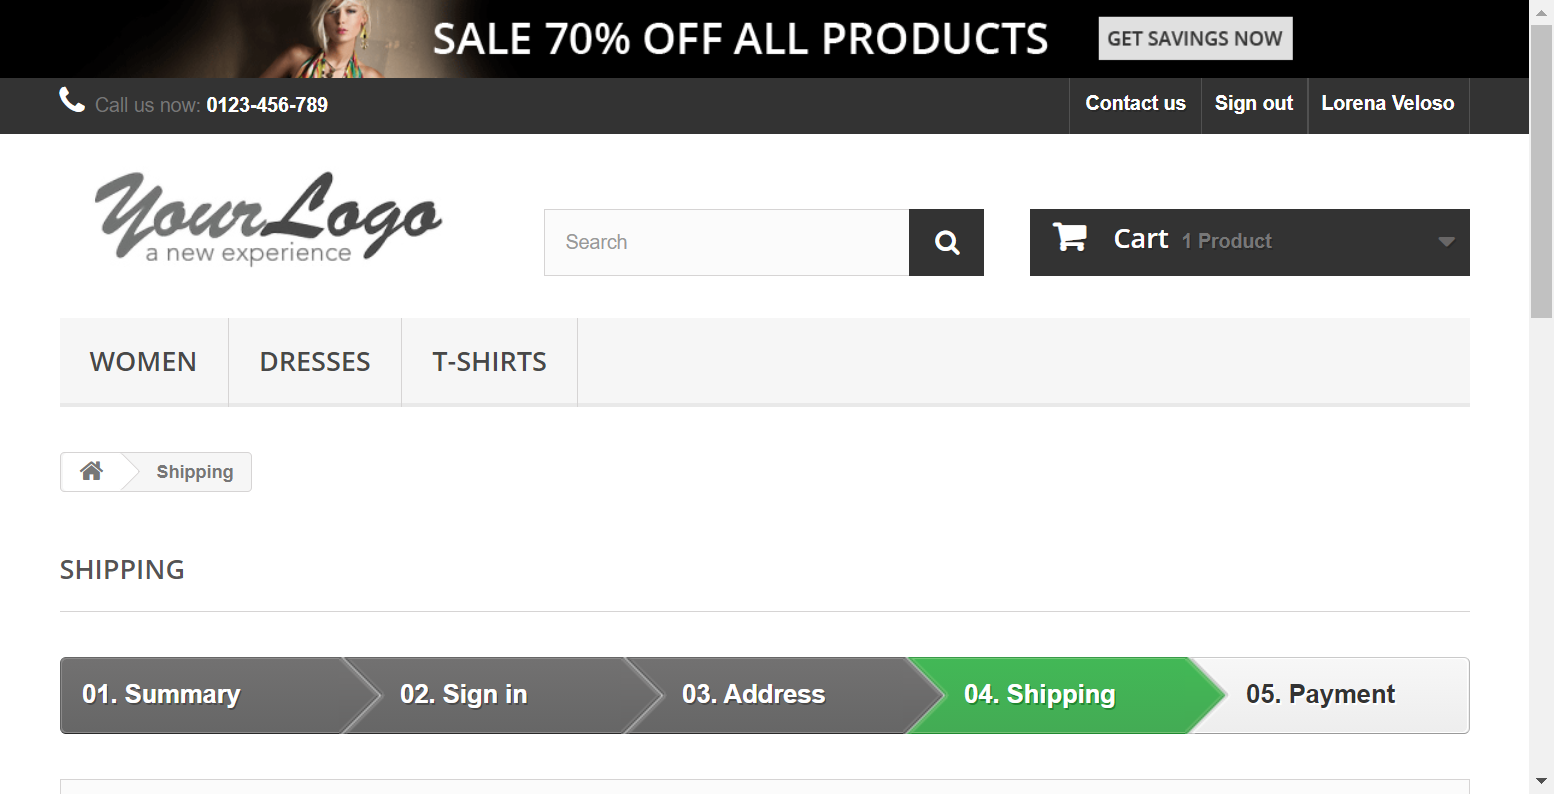 SALE 70% OFF ALL PRODUCTS GET SAVINGS NOW
Call us now: 0123-456-789 Contact us Sign out Lorena Veloso
YourLogo
a new experience
Search
Cart 1 Product
WOMEN DRESSES T-SHIRTS
Shipping
SHIPPING
01. Summary 02. Sign in 03. Address 04. Shipping 05. Payment